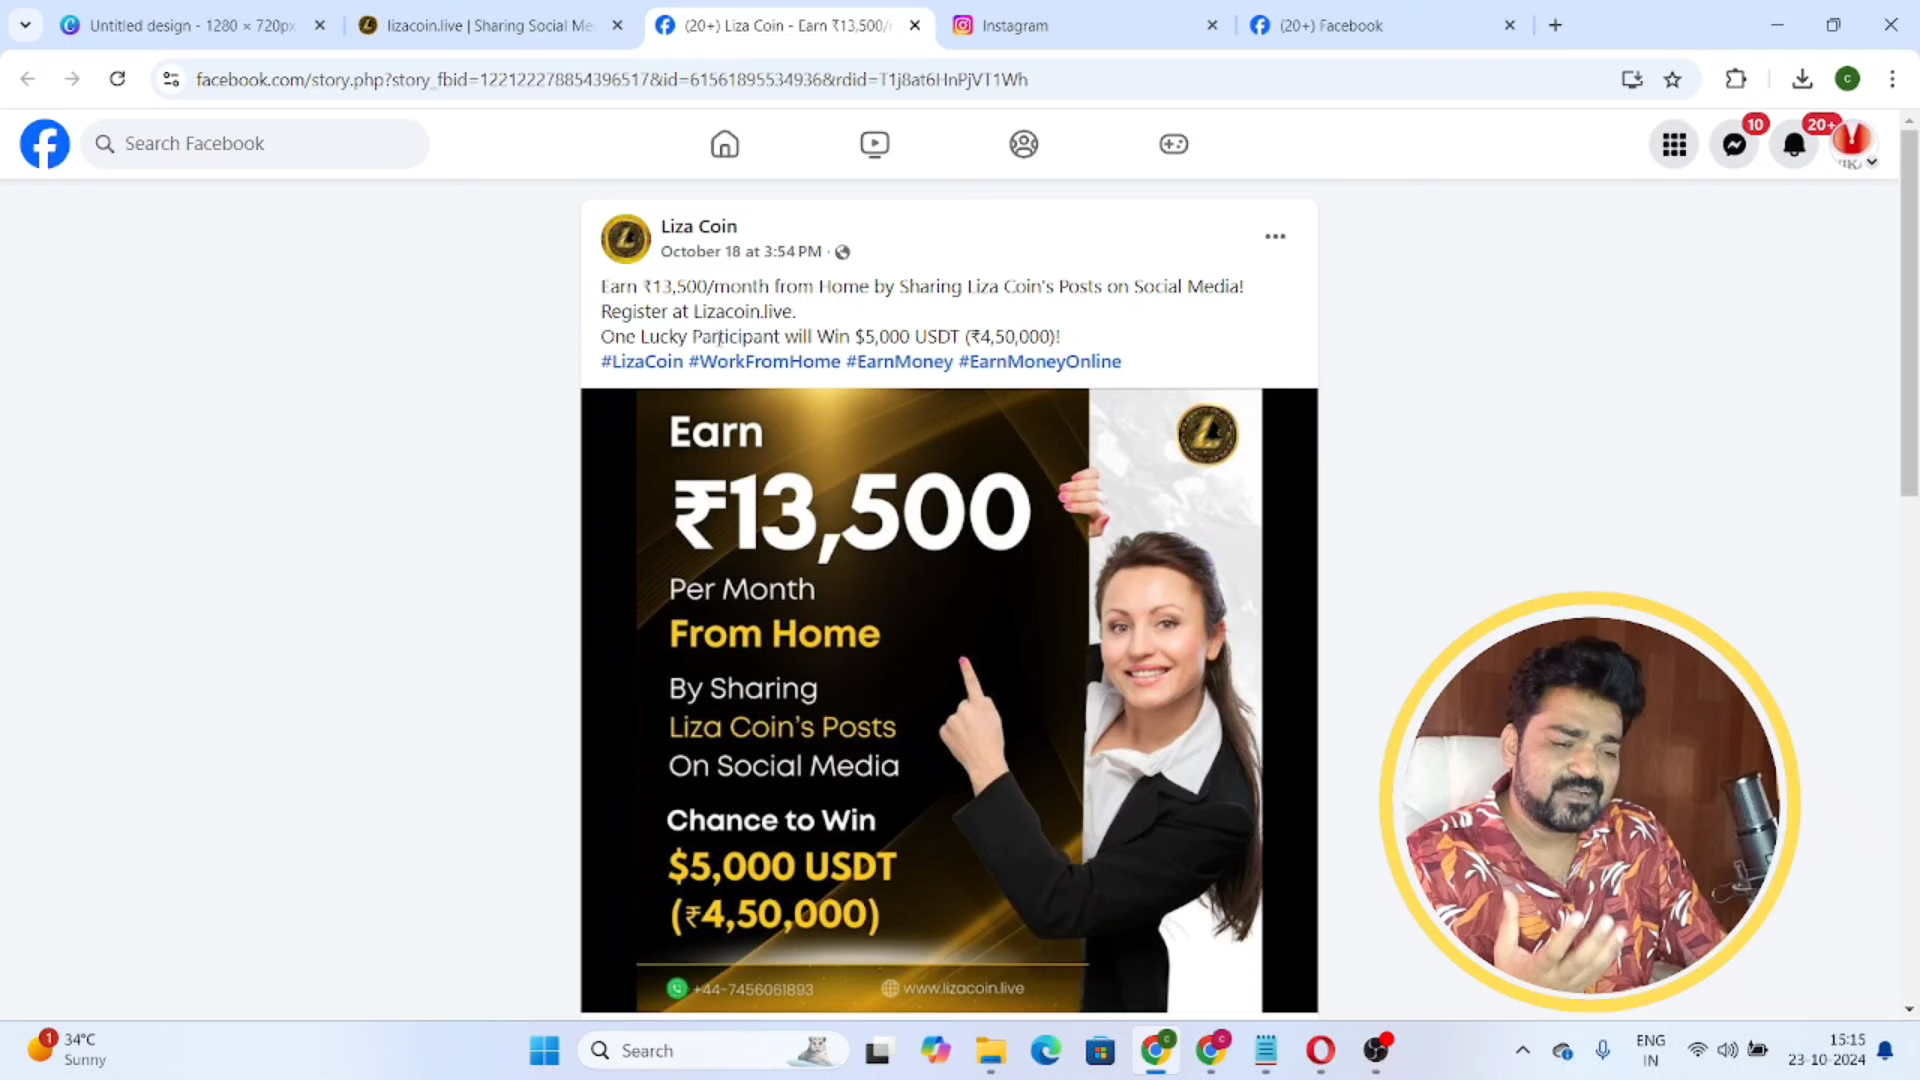 Untitled design - 1280 × 720px
lizacoin.live | Sharing Social Me
(20+) Liza Coin - Earn ₹13,500/
Instagram
(20+) Facebook
facebook.com/story.php?story_fbid=122122278854396517&id=61561895534936&rdid=T1j8at6HnPjVT1Wh
C
Search Facebook
10
20+
Liza Coin
October 18 at 3:54 PM ·
Earn ₹13,500/month from Home by Sharing Liza Coin's Posts on Social Media!
Register at Lizacoin.live.
One Lucky Participant will Win $5,000 USDT (₹4,50,000)!
#LizaCoin #WorkFromHome #EarnMoney #EarnMoneyOnline
Earn
₹13,500
Per Month
From Home
By Sharing
Liza Coin's Posts
On Social Media
Chance to Win
$5,000 USDT
(₹4,50,000)
+44-7456061893
www.lizacoin.live
1
34°C
Sunny
Search
ENG
IN
15:15
23-10-2024